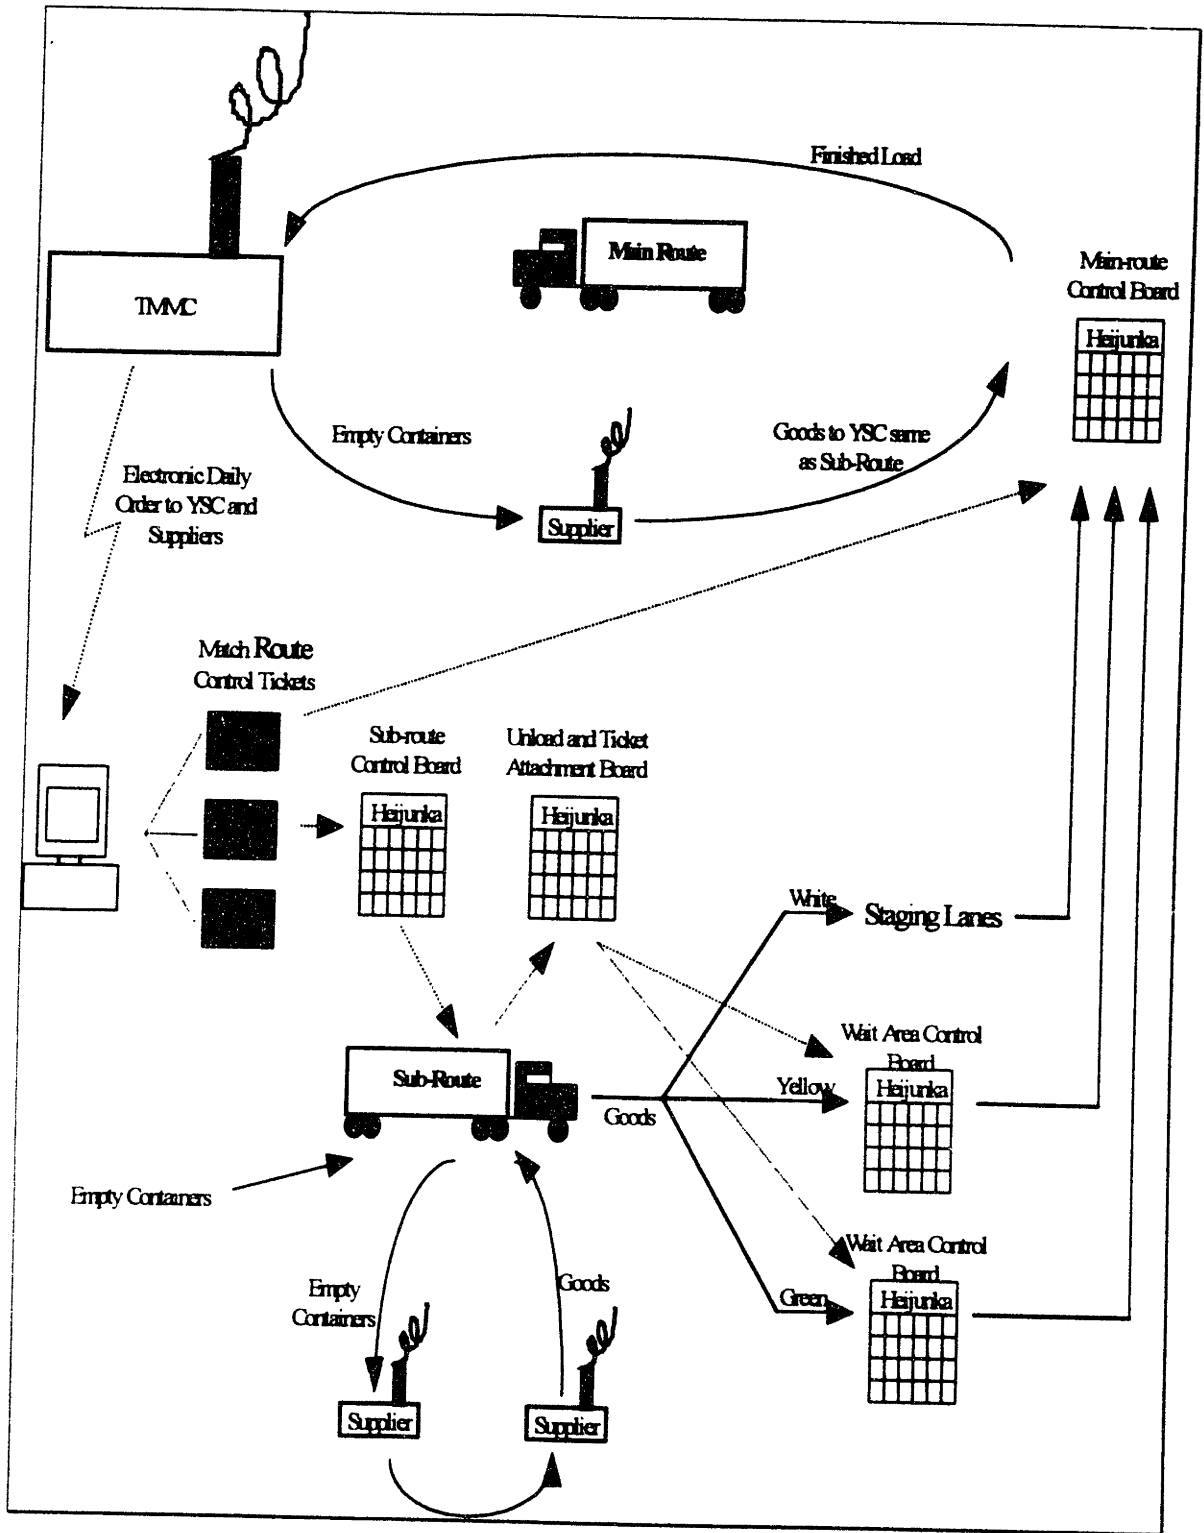 Finished Load
Main Route
Main-route
Control Board
Heijunka
TMMC
Empty Containers
Goods to YSC same
as Sub-Route
Supplier
Electronic Daily
Order to YSC and
Suppliers
Match Route
Control Tickets
Sub-route
Control Board
Heijunka
Unload and Ticket
Attachment Board
Heijunka
White
Staging Lanes
Wait Area Control
Board
Heijunka
Sub-Route
Yellow
Goods
Empty Containers
Wait Area Control
Board
Heijunka
Green
Empty
Containers
Goods
Supplier
Supplier